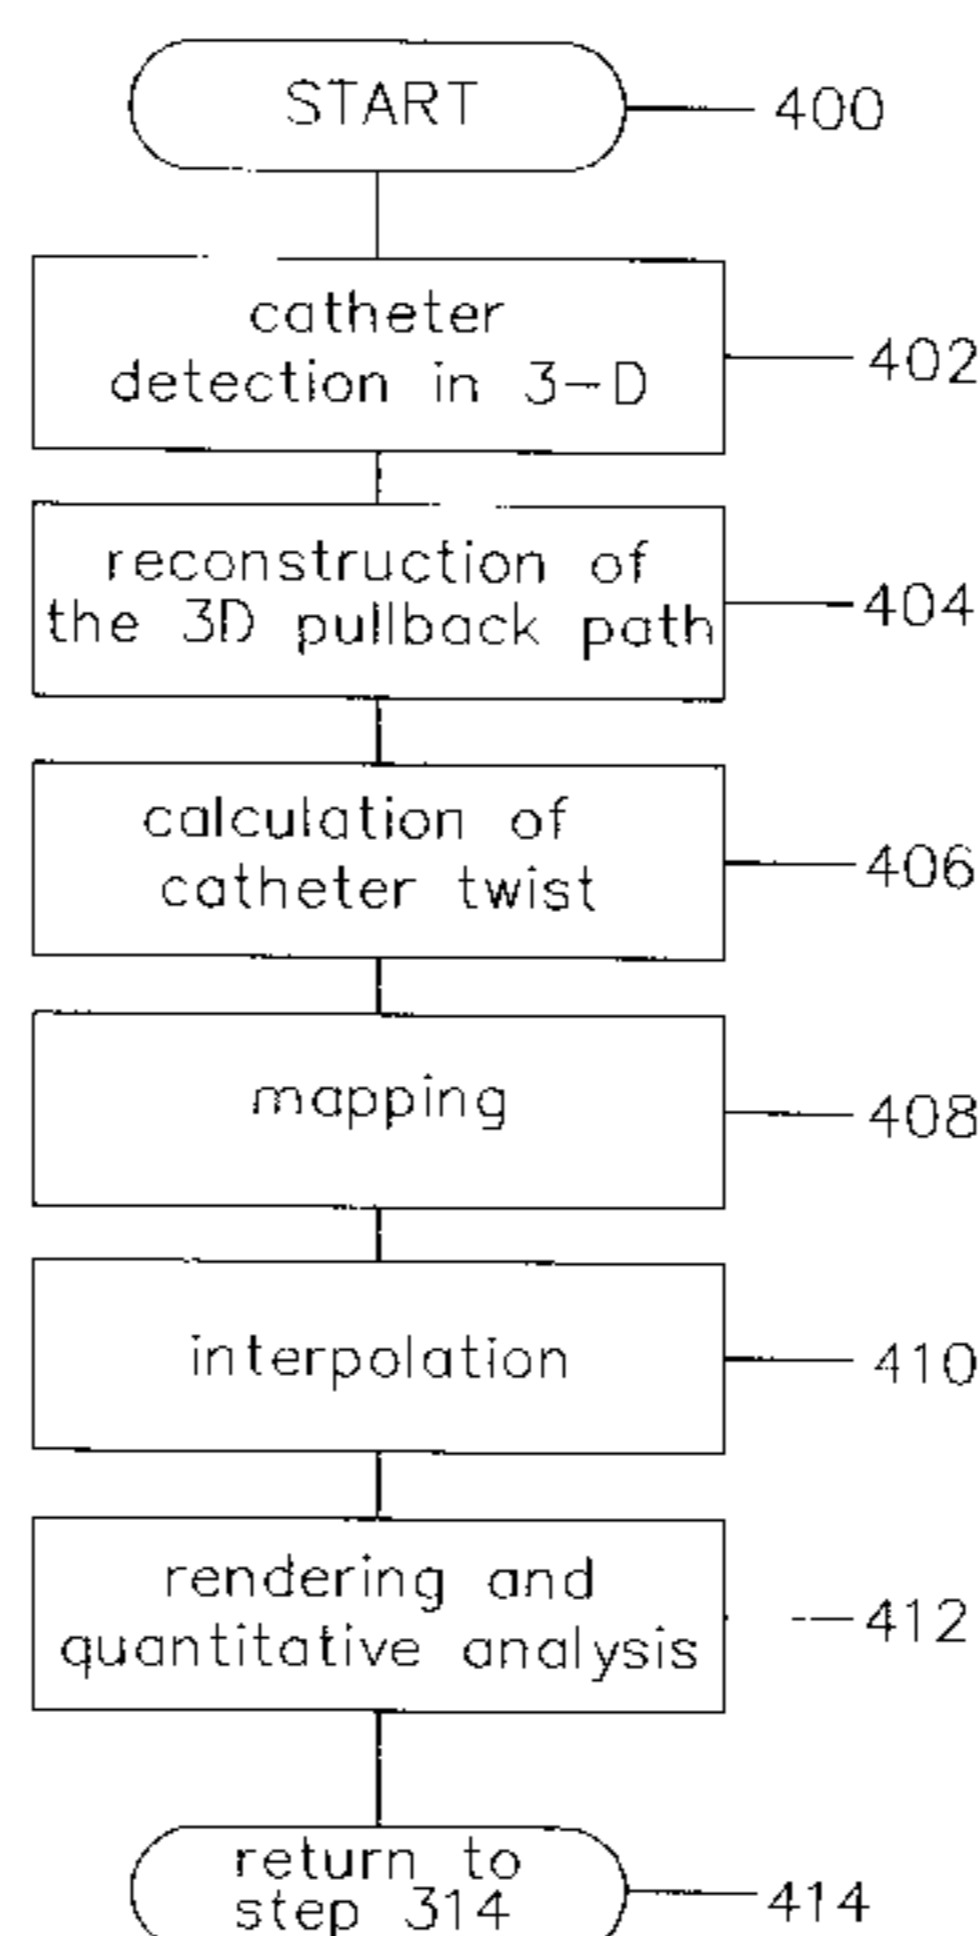 START
400
catheter
detection in 3-D
402
reconstruction of
the 3D pullback path
404
calculation of
catheter twist
406
mapping
408
interpolation
410
rendering and
quantitative analysis
412
return to
step 314
414